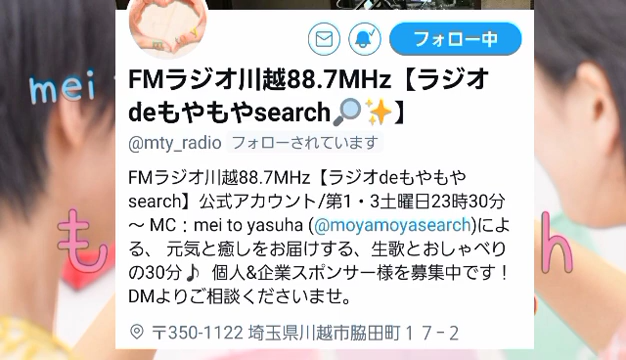 フォロー中
FMラジオ川越88.7MHz【ラジオ
deもやもやsearch🔎✨】
@mty_radio フォローされています
FMラジオ川越88.7MHz【ラジオdeもやもや
search】公式アカウント/第1・3土曜日23時30分
～ MC：mei to yasuha (@moyamoyasearch)によ
る、 元気と癒しをお届けする、生歌とおしゃべり
の30分♪ 個人&企業スポンサー様を募集中です！
DMよりご相談くださいませ。
〒350-1122 埼玉県川越市脇田町１７−２
mei
も
h